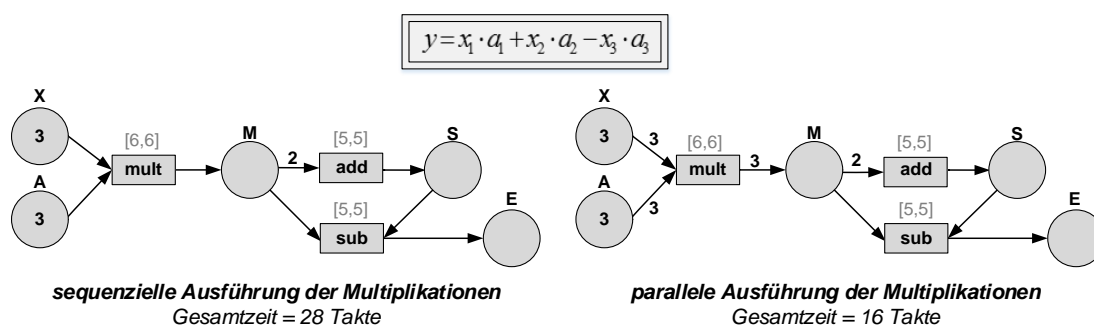 y=x₁·a₁+x₂·a₂−x₃·a₃
X
3
[6,6]
mult
A
3
M
2
[5,5]
add
S
[5,5]
sub
E
sequenzielle Ausführung der Multiplikationen
Gesamtzeit = 28 Takte
X
3
3
[6,6]
mult
3
A
3
3
M
2
[5,5]
add
S
[5,5]
sub
E
parallele Ausführung der Multiplikationen
Gesamtzeit = 16 Takte